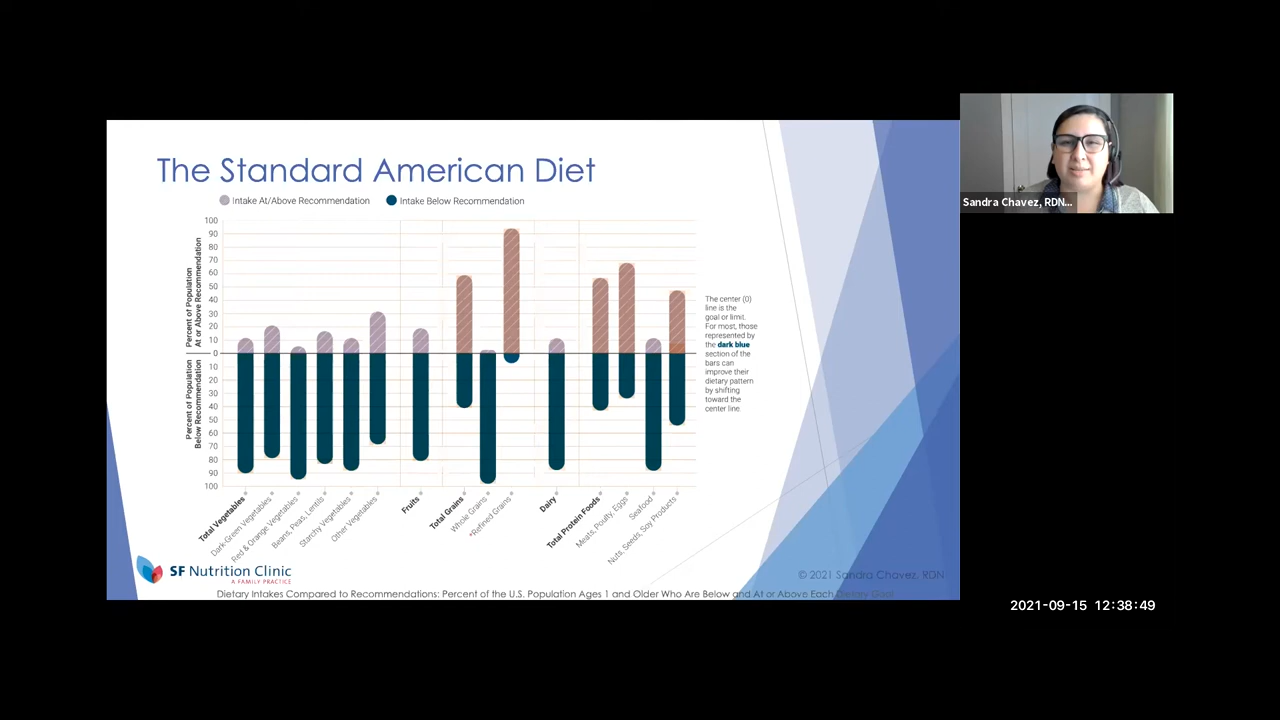 The Standard American Diet
Intake At/Above Recommendation
Intake Below Recommendation
Percent of Population
At or Above Recommendation
Percent of Population
Below Recommendation
100
90
80
70
60
50
40
30
20
10
0
10
20
30
40
50
60
70
80
90
100
Total Vegetables
Dark-Green Vegetables
Red & Orange Vegetables
Beans, Peas, Lentils
Starchy Vegetables
Other Vegetables
Fruits
Total Grains
Whole Grains
*Refined Grains
Dairy
Total Protein Foods
Meats, Poultry, Eggs
Seafood
Nuts, Seeds, Soy Products
The center (0)
line is the
goal or limit.
For most, those
represented by
the dark blue
section of the
bars can
improve their
dietary pattern
by shifting
toward the
center line
SF Nutrition Clinic
A FAMILY PRACTICE
© 2021 Sandra Chavez, RDN
Dietary Intakes Compared to Recommendations: Percent of the U.S. Population Ages 1 and Older Who Are Below and At or Above Each Dietary Goal
Sandra Chavez, RDN...
2021-09-15 12:38:49